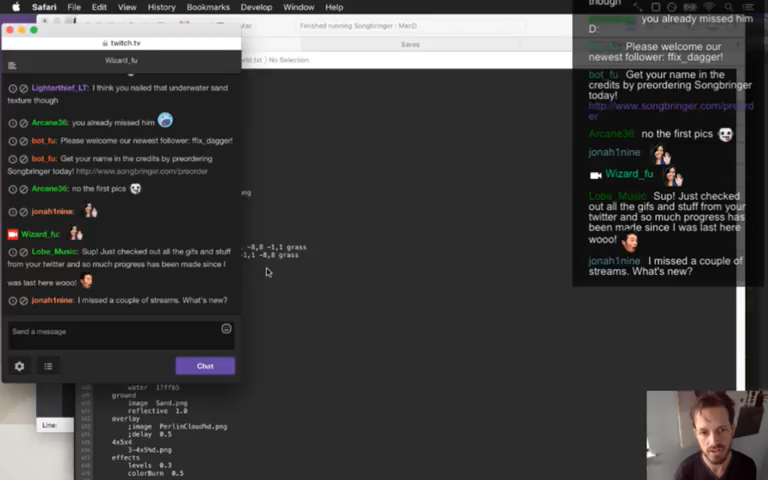 Safari File Edit View History Bookmarks Develop Window Help
Finished running Songbringer : MacD
Saves
No Selection
twitch.tv
Wizard_fu
Lighterthief_LT: I think you nailed that underwater sand
texture though
Arcane36: you already missed him
bot_fu: Please welcome our newest follower: ffix_dagger!
bot_fu: Get your name in the credits by preordering
Songbringer today! http://www.songbringer.com/preorder
Arcane36: no the first pics
jonah1nine:
Wizard_fu:
Lobe_Music: Sup! Just checked out all the gifs and stuff
from your twitter and so much progress has been made since I
was last here wooo!
jonah1nine: I missed a couple of streams. What's new?
Send a message
Chat
Line:
~8,8 ~1,1 grass
~1,1 ~8,8 grass
water 17ffb5
ground
;image Sand.png
reflective 1.0
overlay
;image PerlinCloud%d.png
;delay 0.5
4x5x4
3-4x5%d.png
effects
levels 0.3
colorBurn 0.5
though
you already missed him
D:
bot_fu Please welcome our
newest follower: ffix_dagger!
bot_fu Get your name in the
credits by preordering
Songbringer today!
http://www.songbringer.com/preord
er
Arcane36 no the first pics
jonah1nine
Wizard_fu
Lobe_Music Sup! Just checked
out all the gifs and stuff
from your twitter and so
much progress has been
made since I was last here
wooo!
jonah1nine I missed a couple of
streams. What's new?